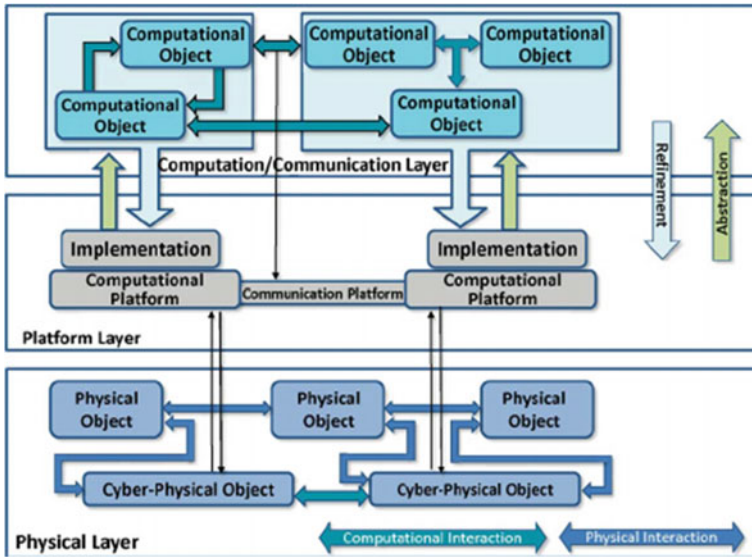 Computational
Object
Computational
Object
Computational
Object
Computational
Object
Computational
Object
Computation/Communication Layer
Refinement
Abstraction
Implementation
Implementation
Computational
Platform
Communication Platform
Computational
Platform
Platform Layer
Physical
Object
Physical
Object
Physical
Object
Cyber-Physical Object
Cyber-Physical Object
Physical Layer
Computational Interaction
Physical Interaction